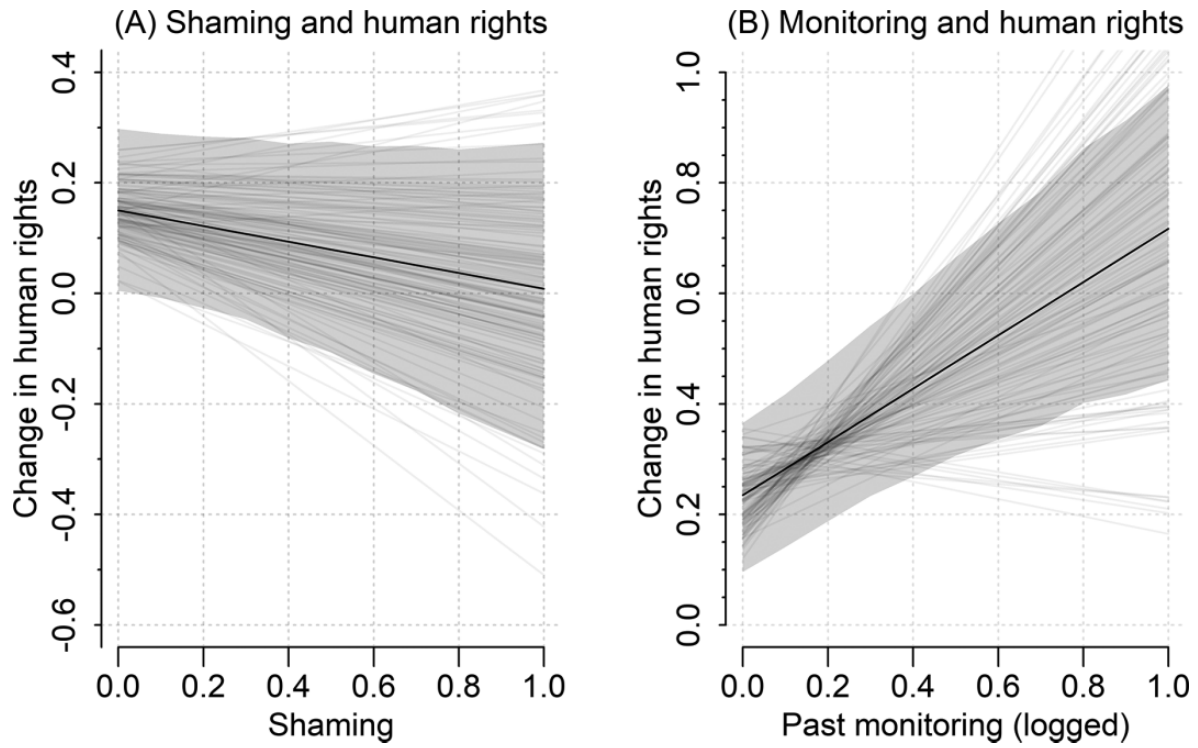 (A) Shaming and human rights
Change in human rights
0.4
0.2
0.0
-0.2
-0.4
-0.6
0.0 0.2 0.4 0.6 0.8 1.0
Shaming
(B) Monitoring and human rights
Change in human rights
1.0
0.8
0.6
0.4
0.2
0.0
0.0 0.2 0.4 0.6 0.8 1.0
Past monitoring (logged)